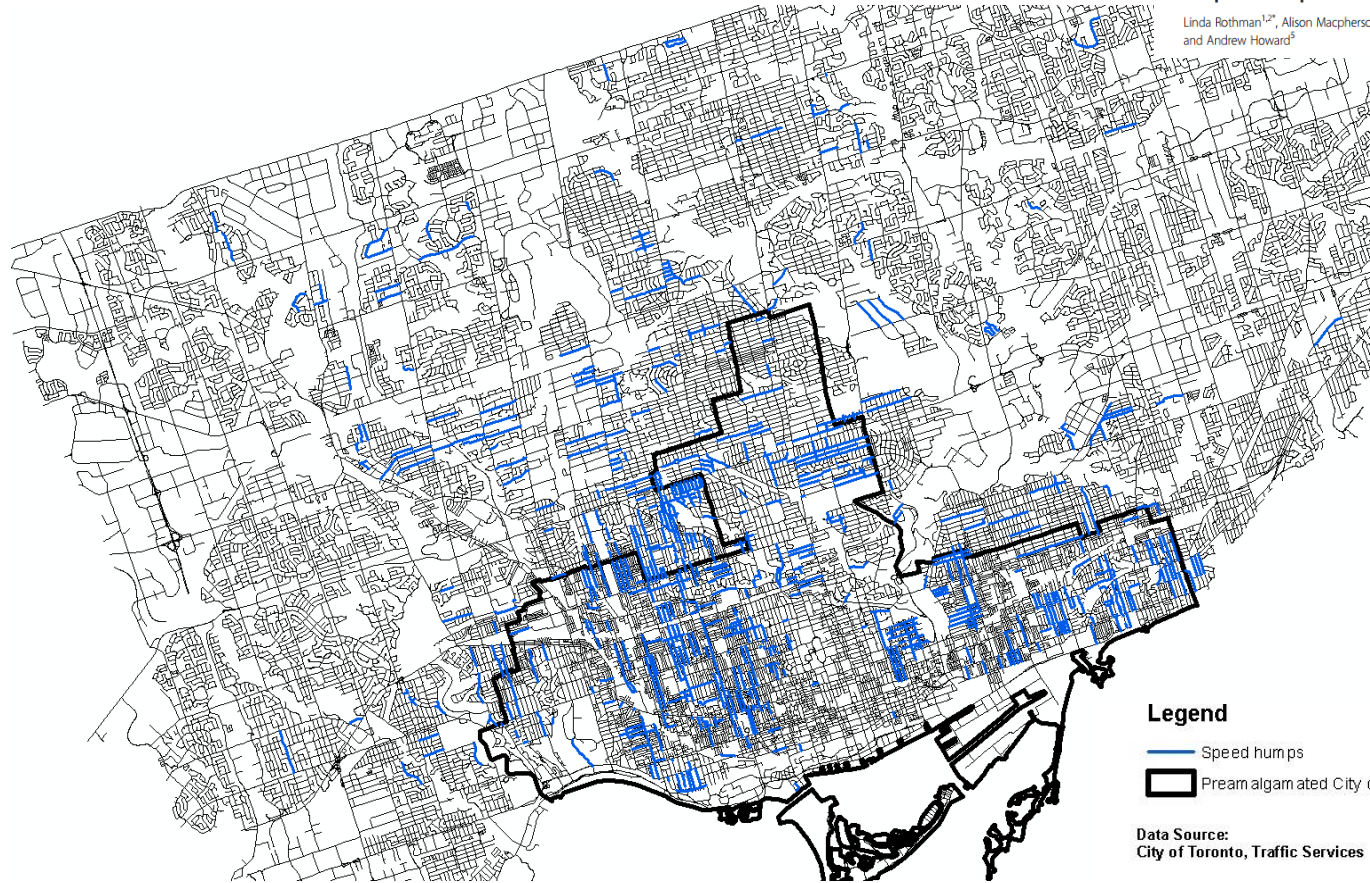 Linda Rothman1,2*, Alison Macpherso
and Andrew Howard5
Legend
Speed humps
Preamalgamated City
Data Source:
City of Toronto, Traffic Services